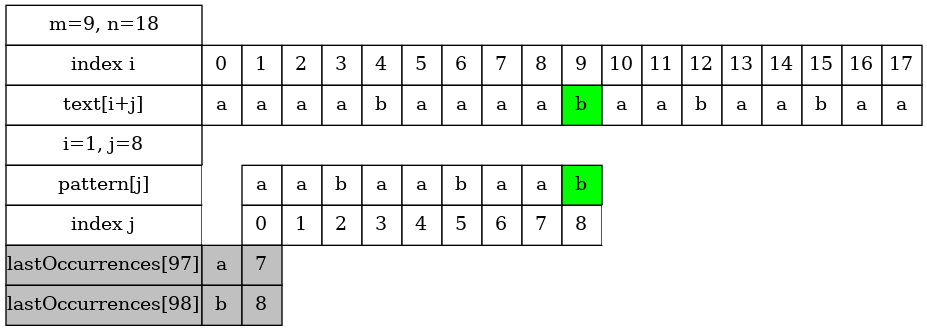 m=9, n=18
index i 0 1 2 3 4 5 6 7 8 9 10 11 12 13 14 15 16 17
text[i+j] a a a a b a a a a b a a b a a b a a
i=1, j=8
pattern[j] a a b a a b a a b
index j 0 1 2 3 4 5 6 7 8
lastOccurrences[97] a 7
lastOccurrences[98] b 8